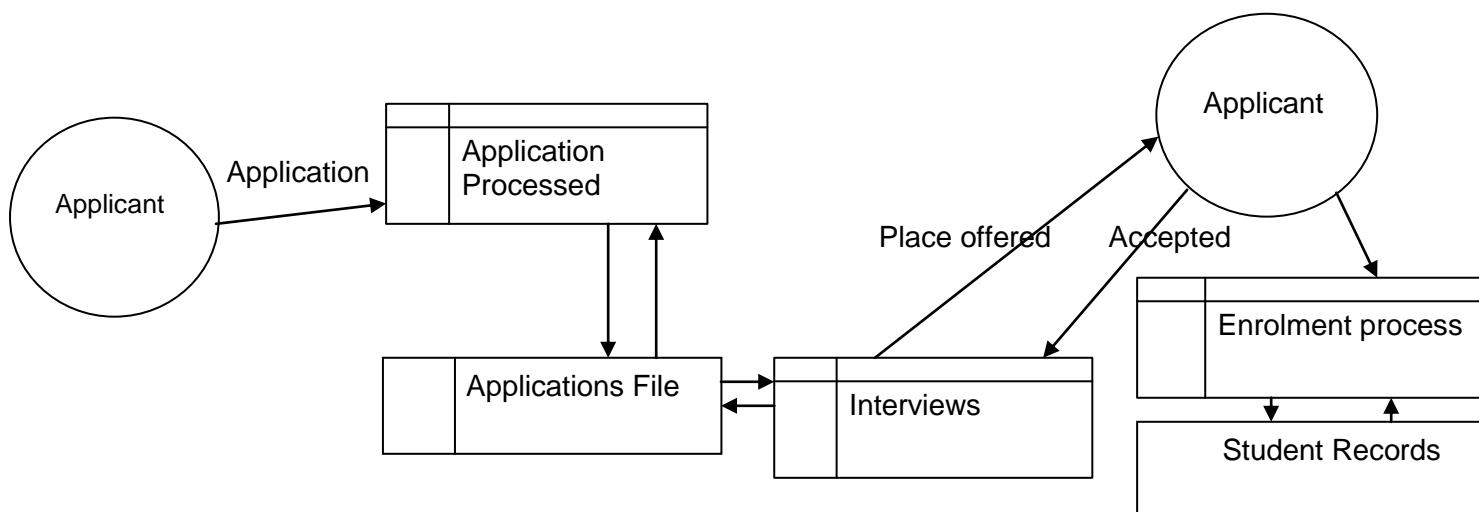 Applicant
Application
Application
Processed
Applications File
Interviews
Place offered
Accepted
Applicant
Enrolment process
Student Records